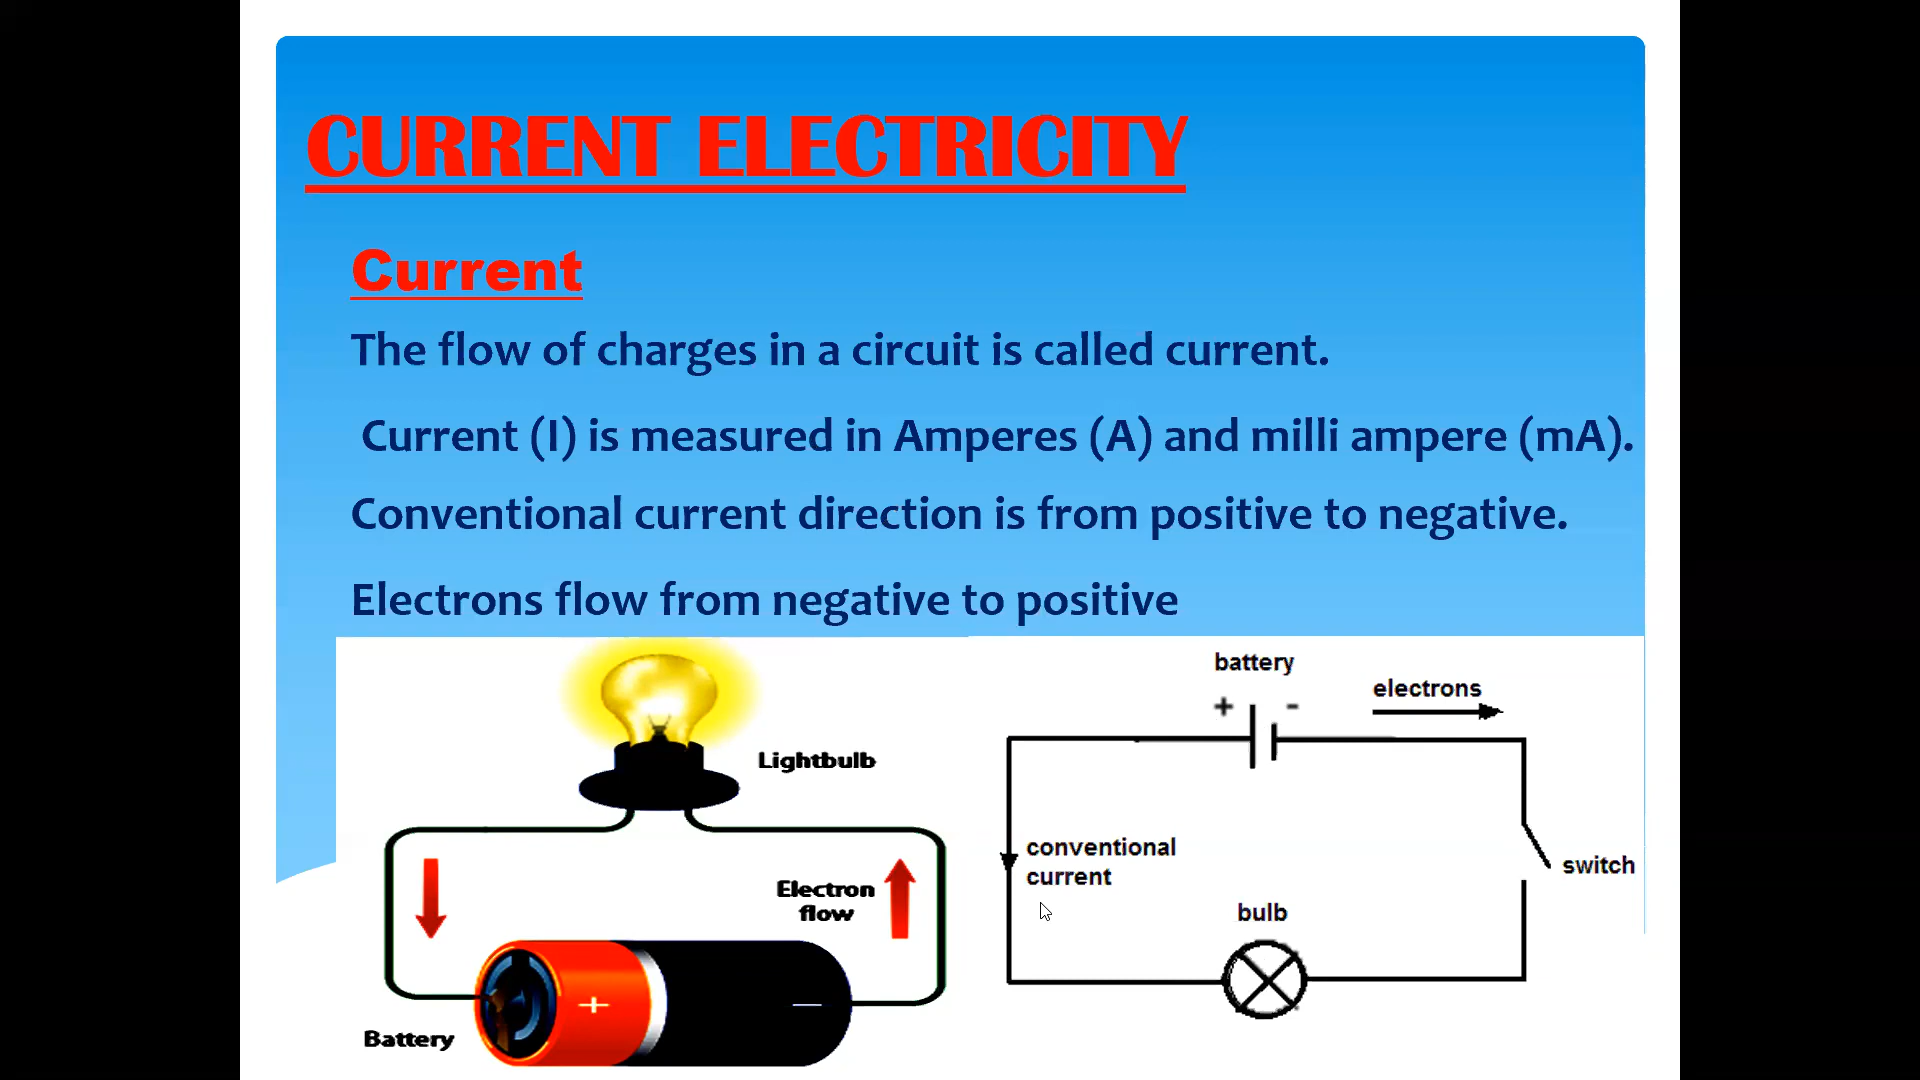 CURRENT ELECTRICITY
Current
The flow of charges in a circuit is called current.
Current (I) is measured in Amperes (A) and milli ampere (mA).
Conventional current direction is from positive to negative.
Electrons flow from negative to positive
Lightbulb
Electron
flow
+ −
Battery
battery
+ -
electrons
conventional
current
switch
bulb